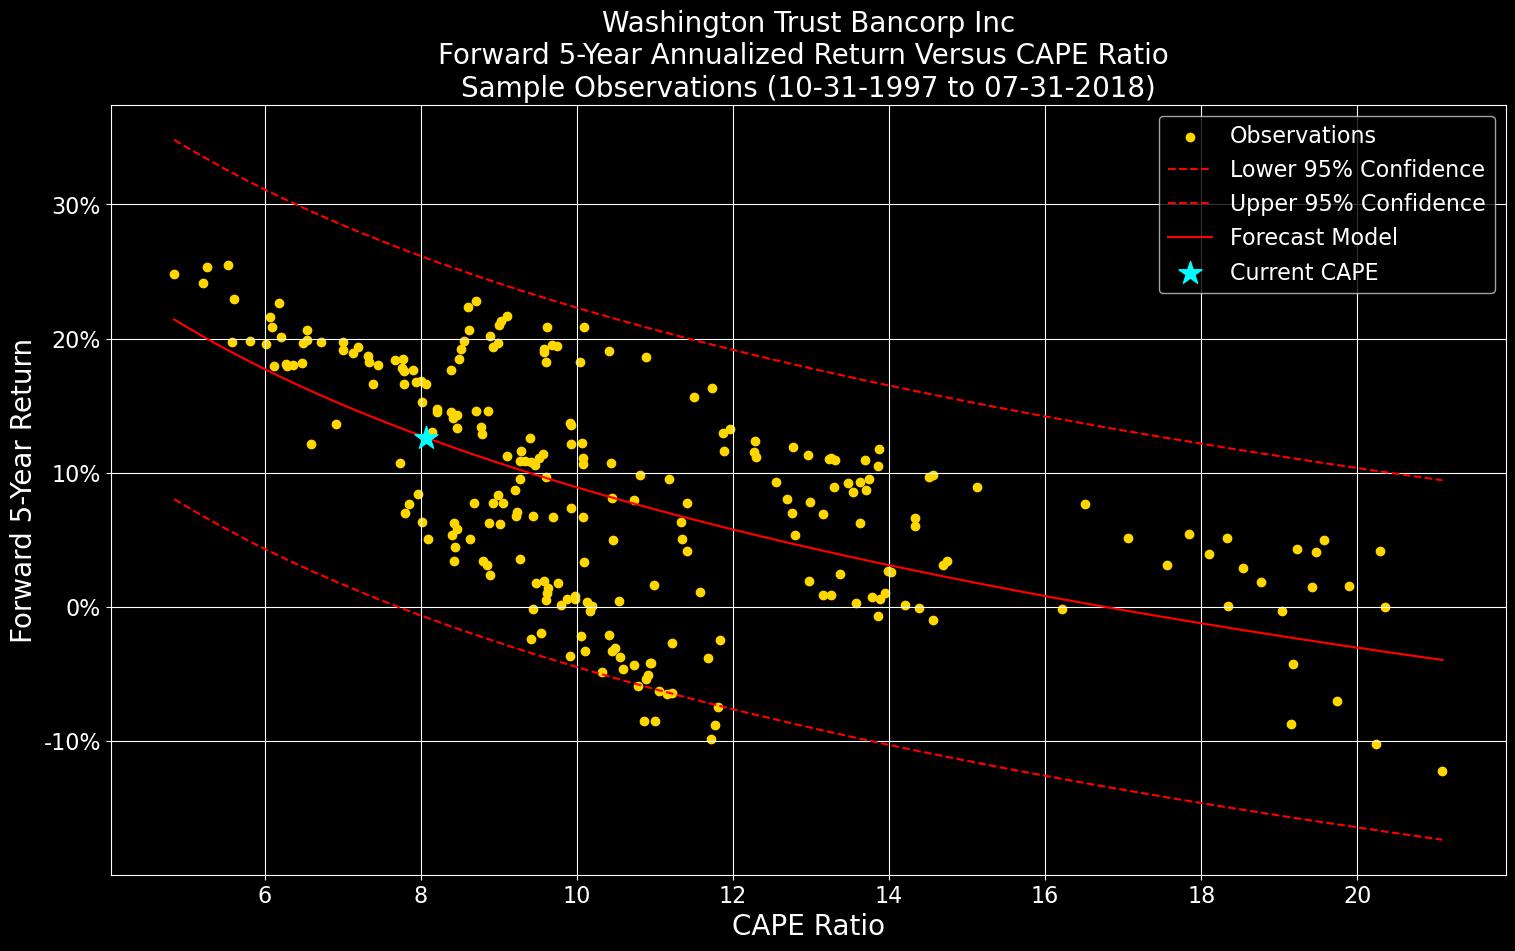 Washington Trust Bancorp Inc
Forward 5-Year Annualized Return Versus CAPE Ratio
Sample Observations (10-31-1997 to 07-31-2018)
Observations
Lower 95% Confidence
Upper 95% Confidence
Forecast Model
Current CAPE
Forward 5-Year Return
30%
20%
10%
0%
-10%
6 8 10 12 14 16 18 20
CAPE Ratio